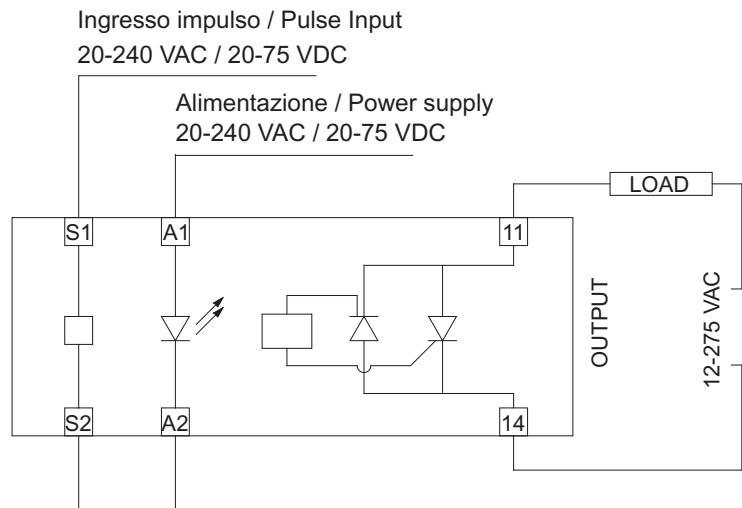 Ingresso impulso / Pulse Input
20-240 VAC / 20-75 VDC
Alimentazione / Power supply
20-240 VAC / 20-75 VDC
LOAD
S1
A1
11
OUTPUT
12-275 VAC
S2
A2
14